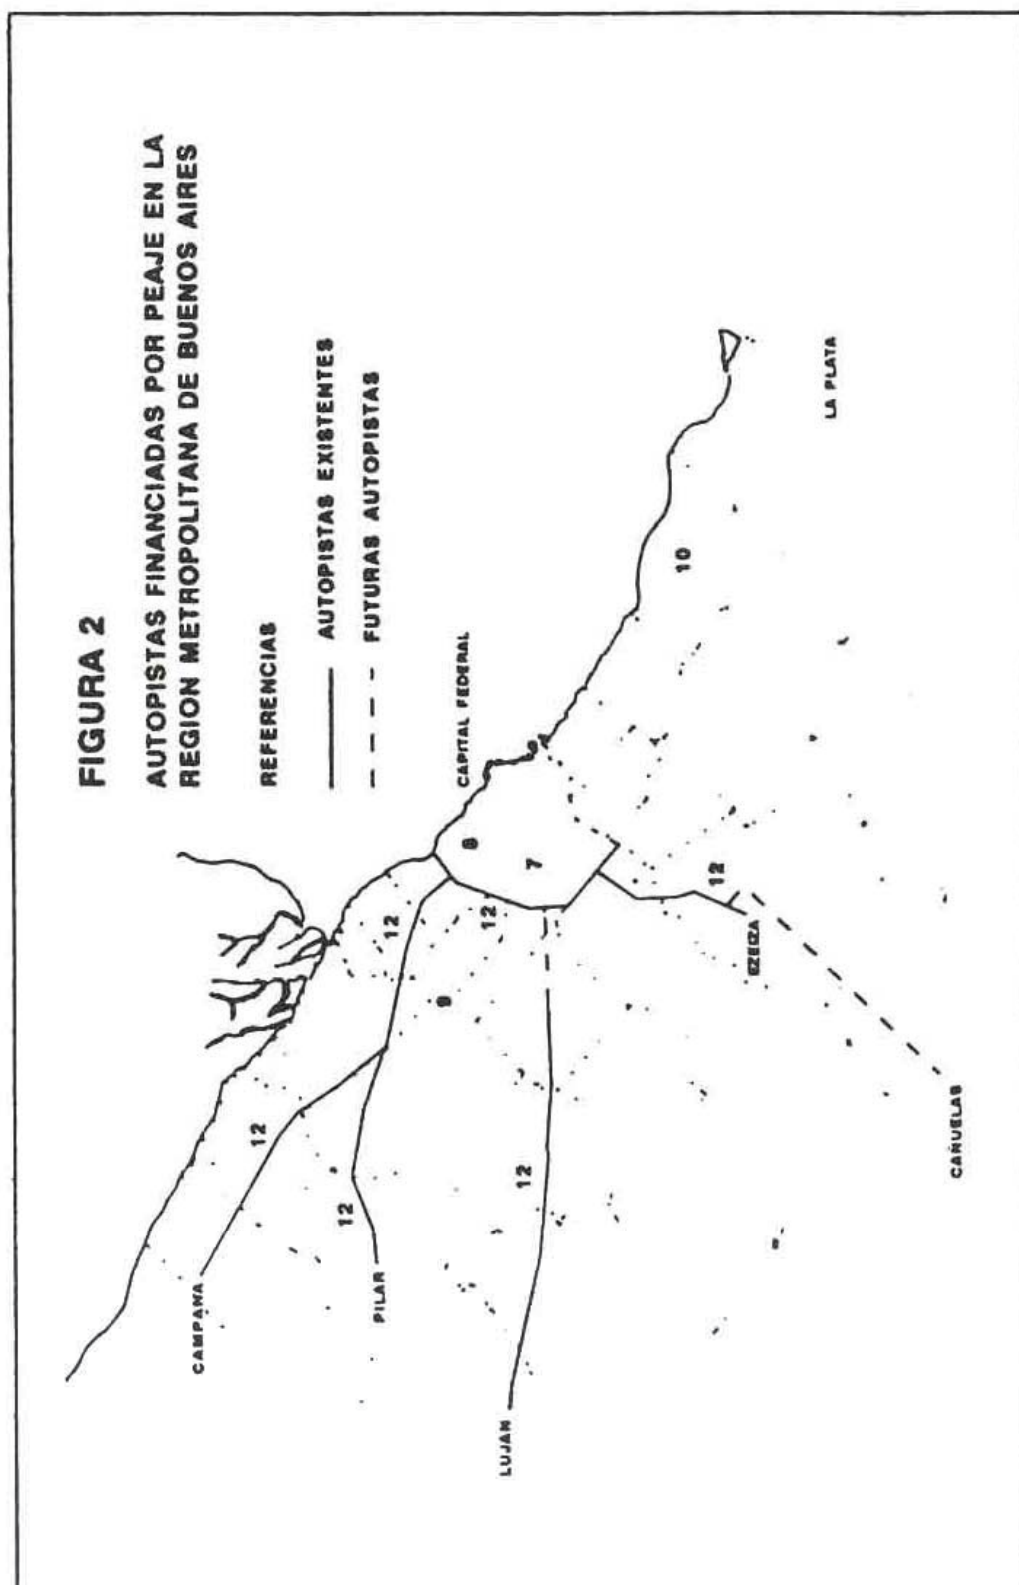 FIGURA 2
AUTOPISTAS FINANCIADAS POR PEAJE EN LA
REGION METROPOLITANA DE BUENOS AIRES
REFERENCIAS
AUTOPISTAS EXISTENTES
FUTURAS AUTOPISTAS
CAPITAL FEDERAL
CAMPANA
12
12
PILAR
12
8
12
9
7
LUJAN
12
12
10
EZEIZA
LA PLATA
CAÑUELAS